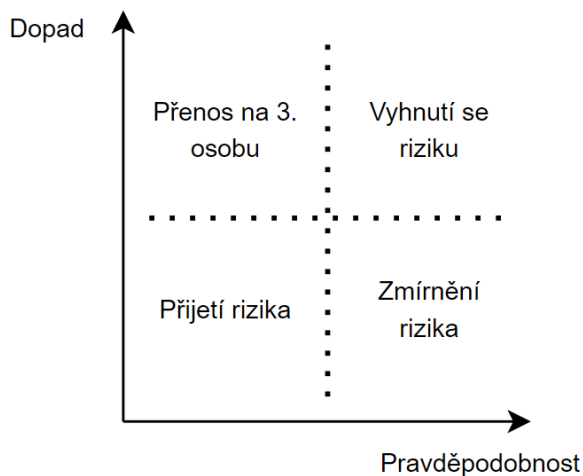 Dopad
Přenos na 3.
osobu
Vyhnutí se
riziku
Přijetí rizika
Zmírnění
rizika
Pravděpodobnost